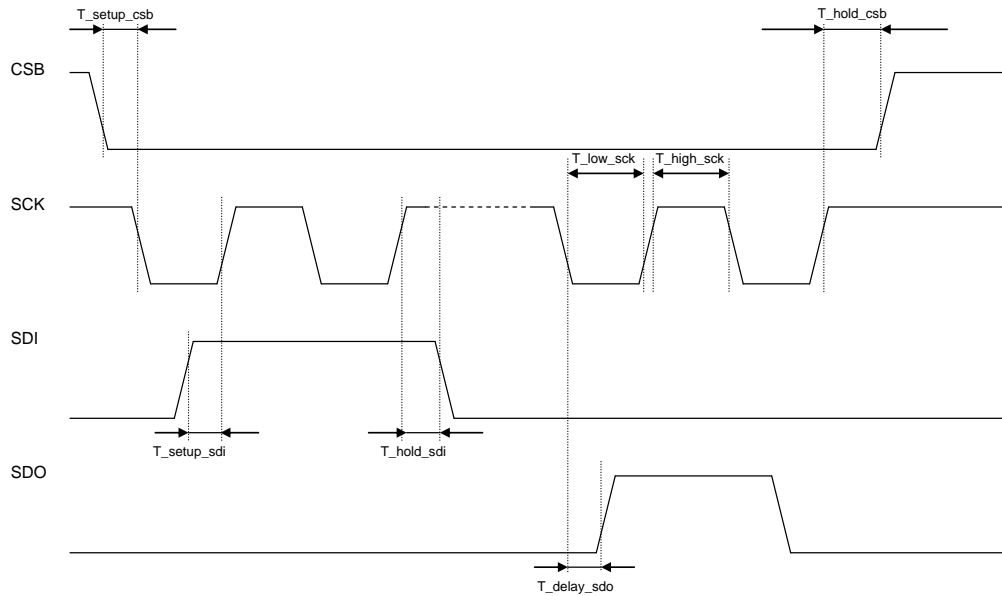 T_setup_csb
T_hold_csb
CSB
T_low_sck
T_high_sck
SCK
SDI
T_setup_sdi
T_hold_sdi
SDO
T_delay_sdo